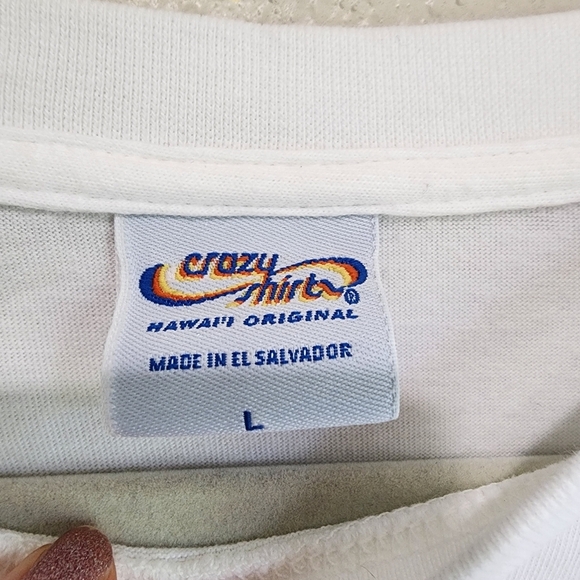 crazy
shirts®
HAWAI'I ORIGINAL
MADE IN EL SALVADOR
L